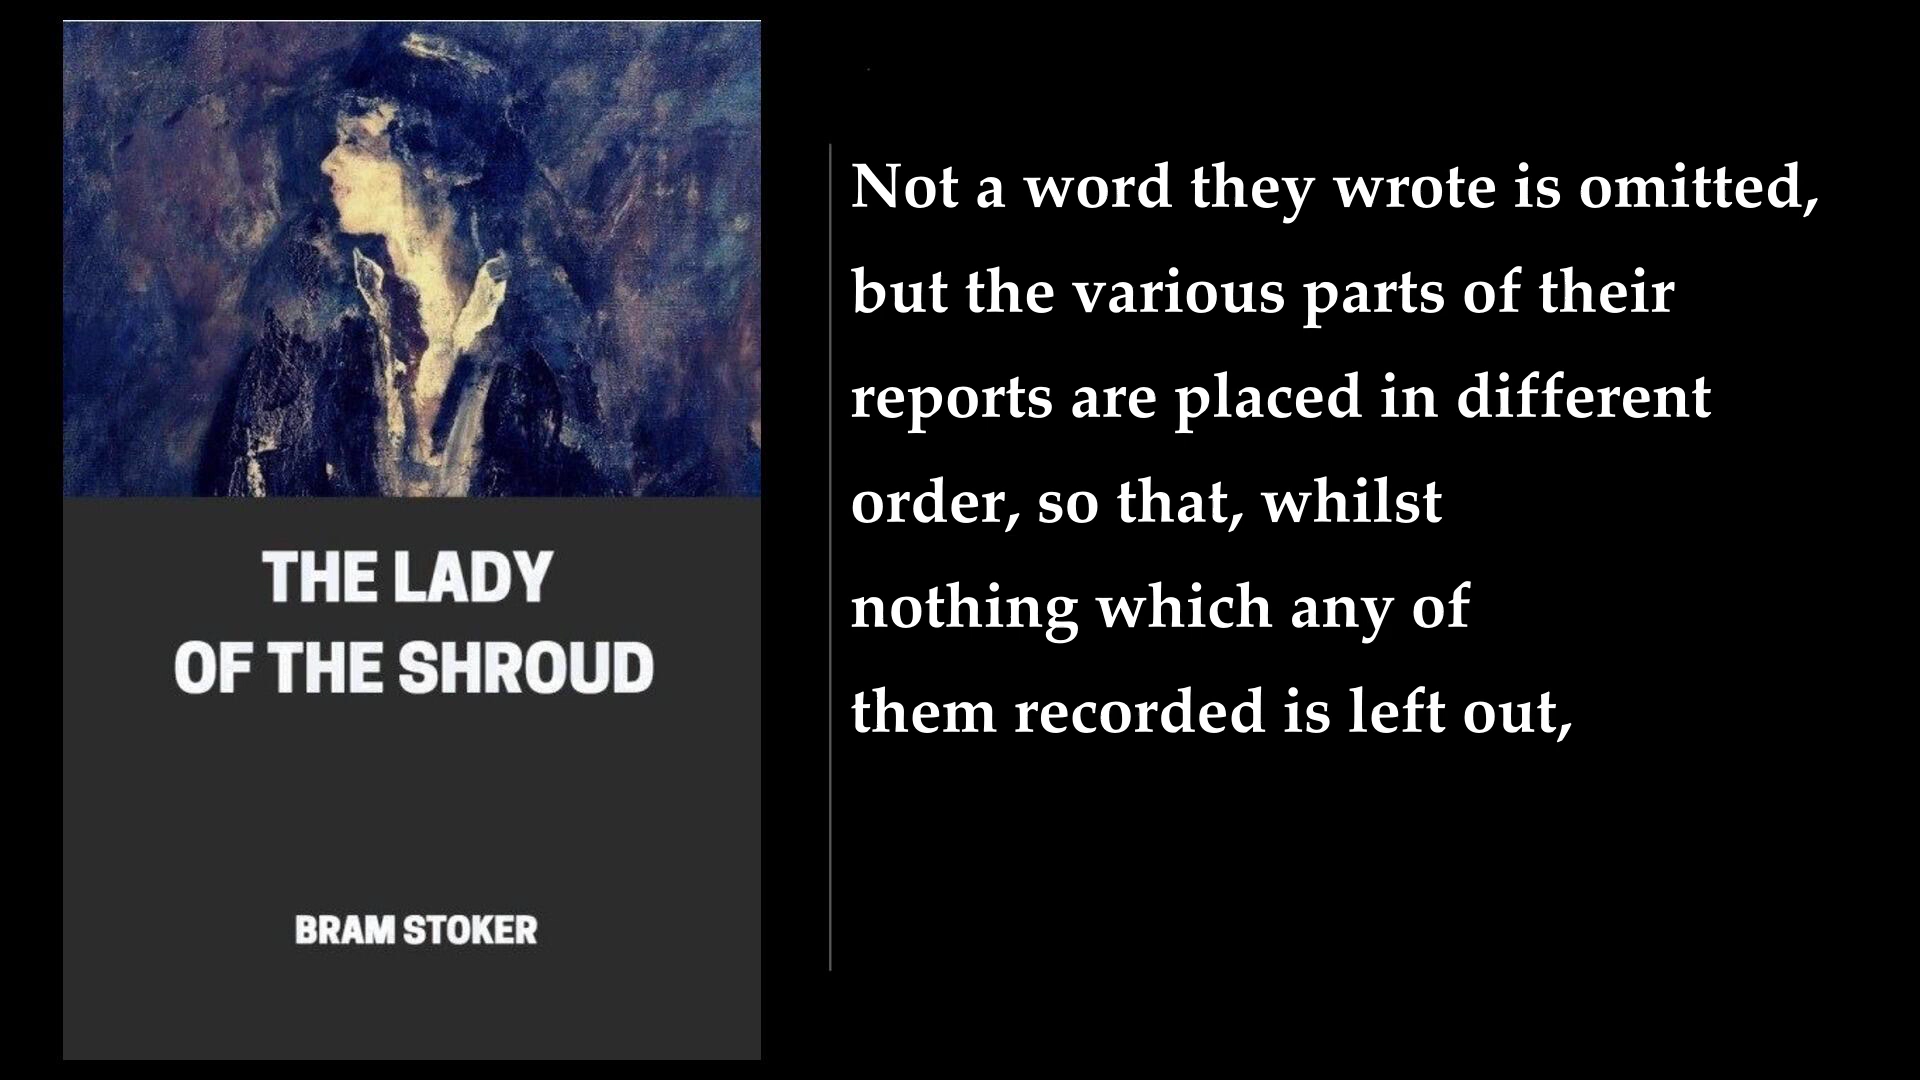 THE LADY
OF THE SHROUD
BRAM STOKER
Not a word they wrote is omitted,
but the various parts of their
reports are placed in different
order, so that, whilst
nothing which any of
them recorded is left out,